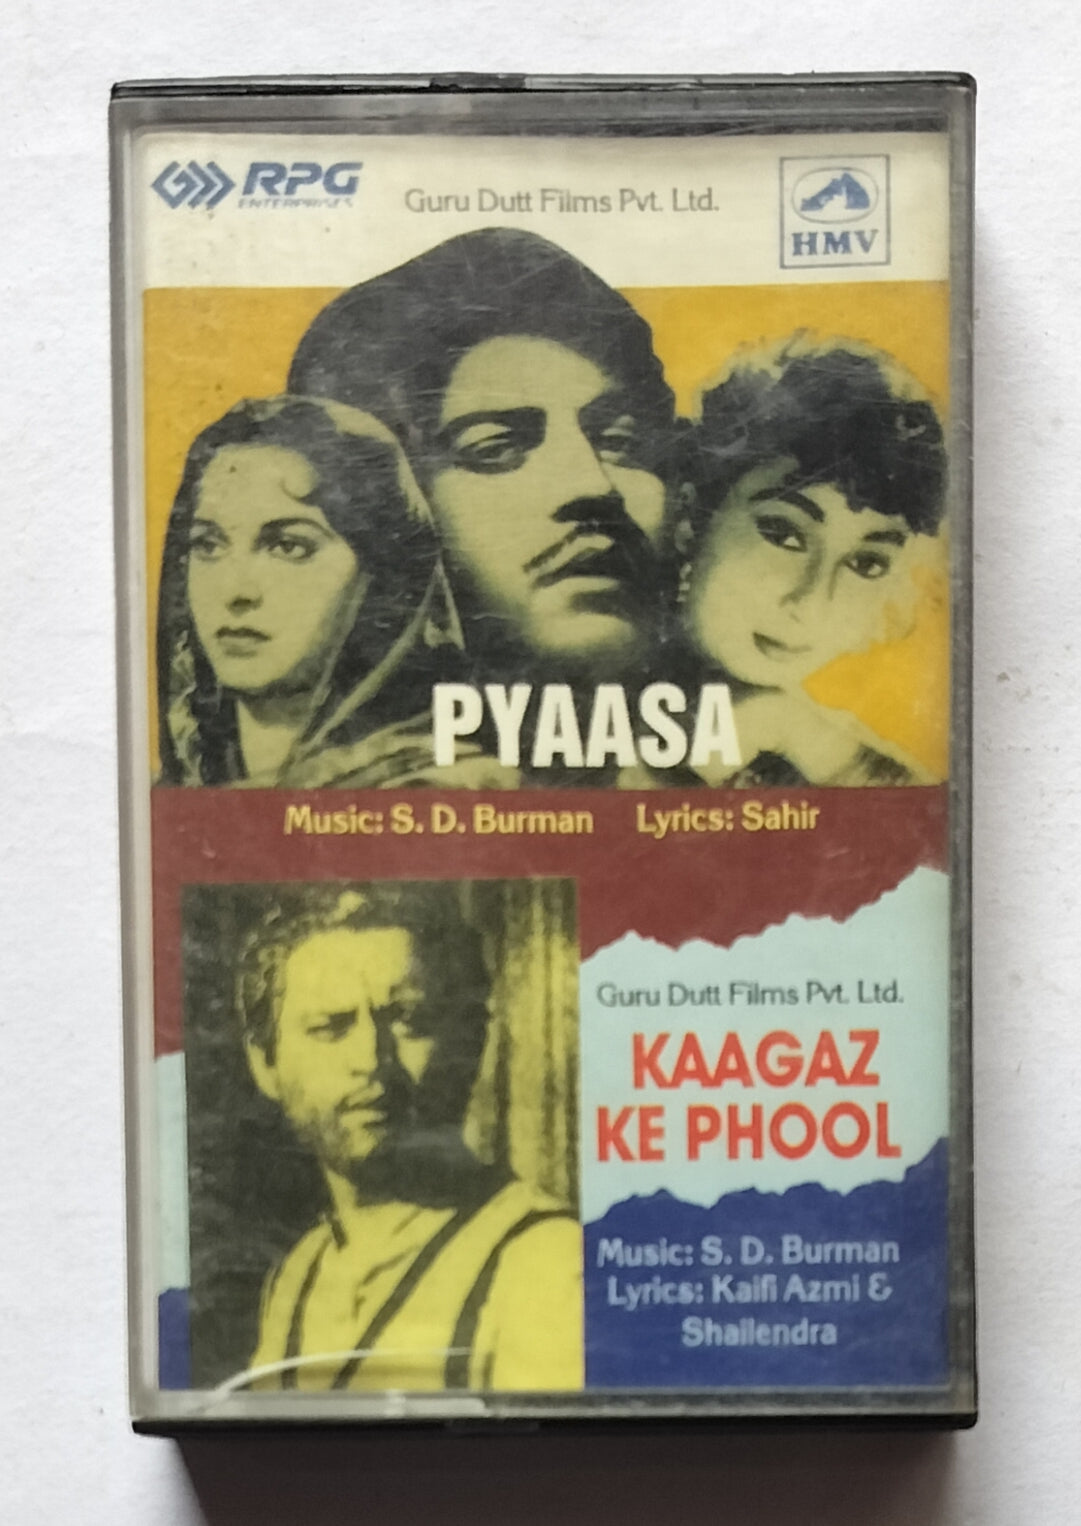 RPG
ENTERPRISES
Guru Dutt Films Pvt. Ltd.
HMV
PYAASA
Music: S. D. Burman Lyrics: Sahir
Guru Dutt Films Pvt. Ltd.
KAAGAZ
KE PHOOL
Music: S. D. Burman
Lyrics: Kaifi Azmi &
Shailendra